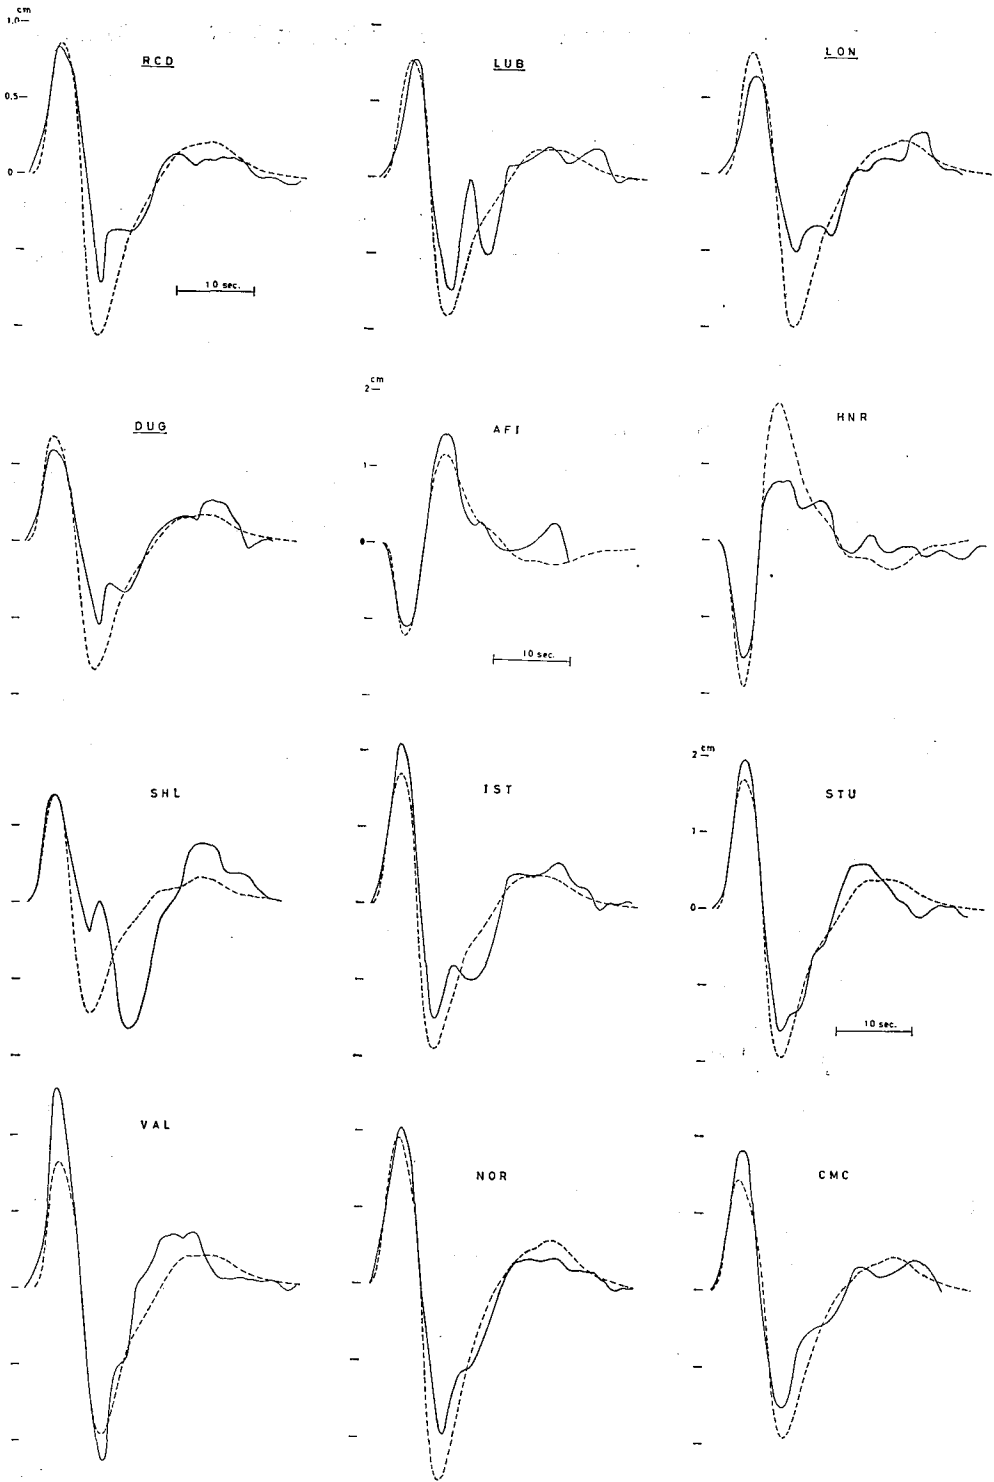 cm
1.0
RCD
LUB
LON
0.5
0
10 sec.
cm
2
DUG
AFI
HNR
1
0
10 sec.
cm
2
SHL
IST
STU
1
0
10 sec.
VAL
NOR
CMC